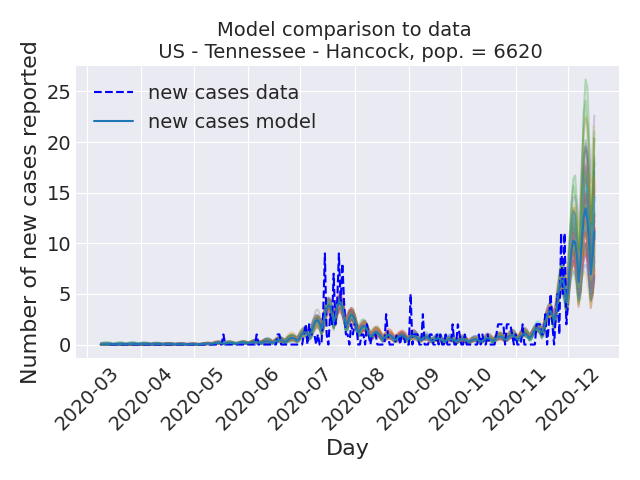 Model comparison to data
US - Tennessee - Hancock, pop. = 6620
Number of new cases reported
25
20
15
10
5
0
new cases data
new cases model
2020-03
2020-04
2020-05
2020-06
2020-07
2020-08
2020-09
2020-10
2020-11
2020-12
Day